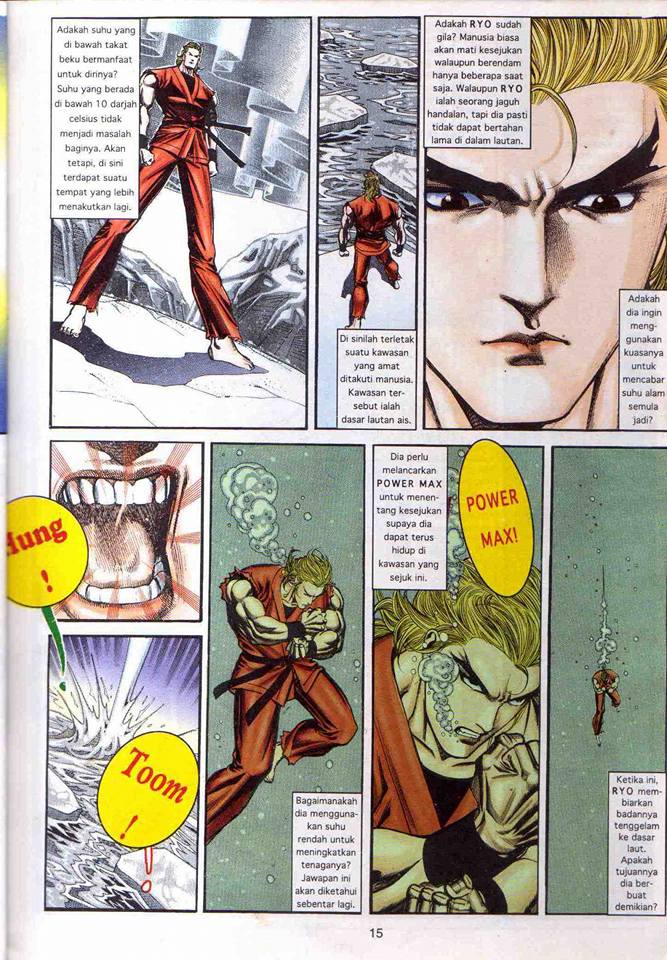 Adakah suhu yang
di bawah takat
beku bermanfaat
untuk dirinya?
Suhu yang berada
di bawah 10 darjah
celsius tidak
menjadi masalah
baginya. Akan
tetapi, di sini
terdapat suatu
tempat yang lebih
menakutkan lagi.
Di sinilah terletak
suatu kawasan
yang amat
ditakuti manusia.
Kawasan ter-
sebut ialah
dasar lautan ais.
Adakah RYO sudah
gila? Manusia biasa
akan mati kesejukan
walaupun berendam
hanya beberapa saat
saja. Walaupun RYO
ialah seorang jaguh
handalan, tapi dia pasti
tidak dapat bertahan
lama di dalam lautan.
Adakah
dia ingin
meng-
gunakan
kuasanya
untuk
mencabar
suhu alam
semula
jadi?
Hung
!
Toom
!
Bagaimanakah
dia mengguna-
kan suhu
rendah untuk
meningkatkan
tenaganya?
Jawapan ini
akan diketahui
sebentar lagi.
Dia perlu
melancarkan
POWER MAX
untuk menen-
tang kesejukan
supaya dia
dapat terus
hidup di
kawasan yang
sejuk ini.
POWER
MAX!
Ketika ini,
RYO mem-
biarkan
badannya
tenggelam
ke dasar
laut.
Apakah
tujuannya
dia ber-
buat
demikian?
15